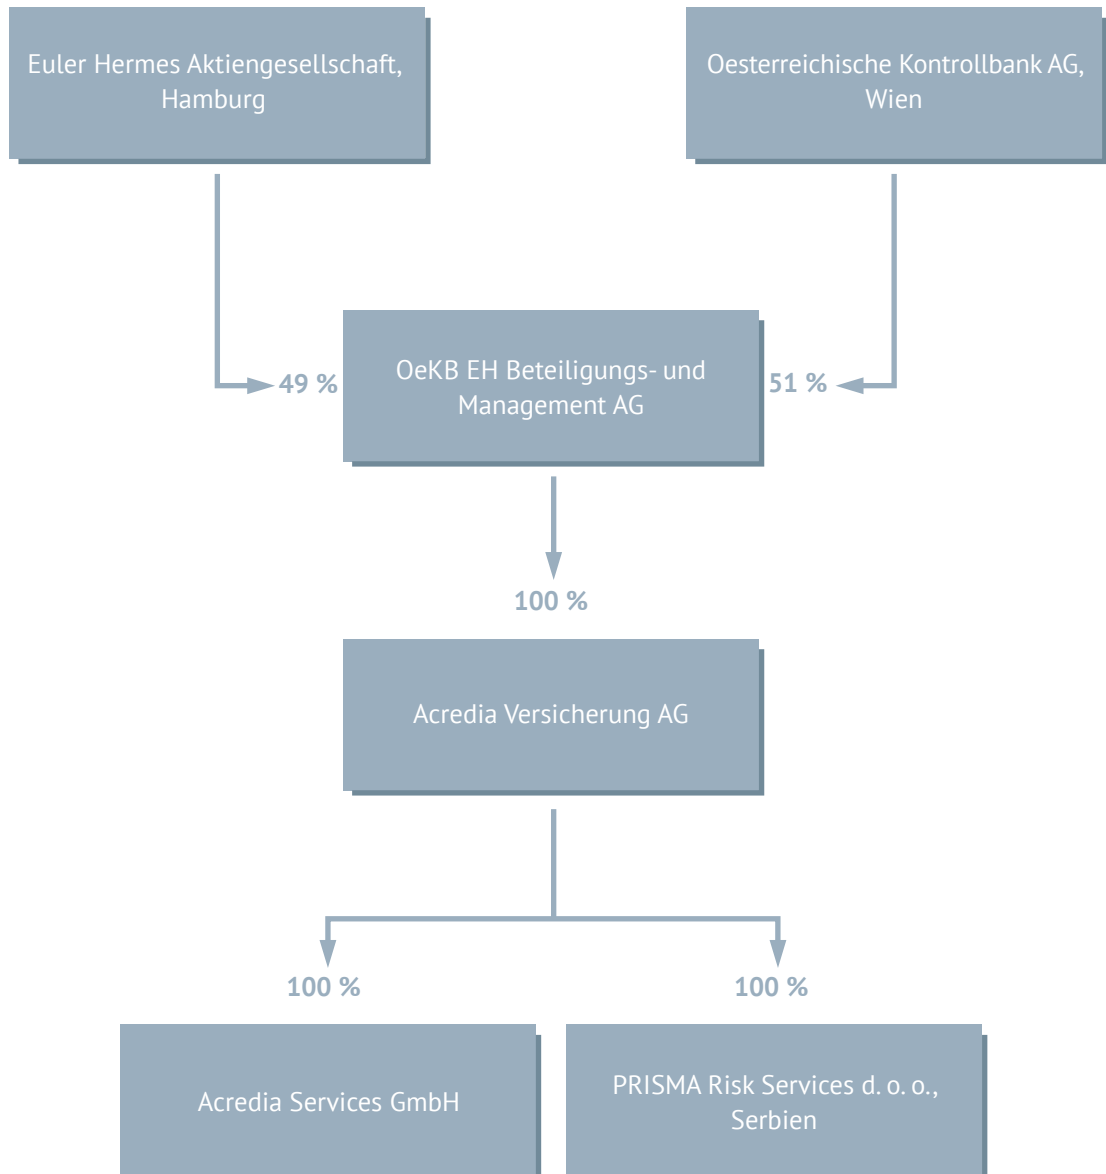 Euler Hermes Aktiengesellschaft,
Hamburg
Oesterreichische Kontrollbank AG,
Wien
49 %
OeKB EH Beteiligungs- und
Management AG
51 %
100 %
Acredia Versicherung AG
100 %
100 %
Acredia Services GmbH
PRISMA Risk Services d. o. o.,
Serbien